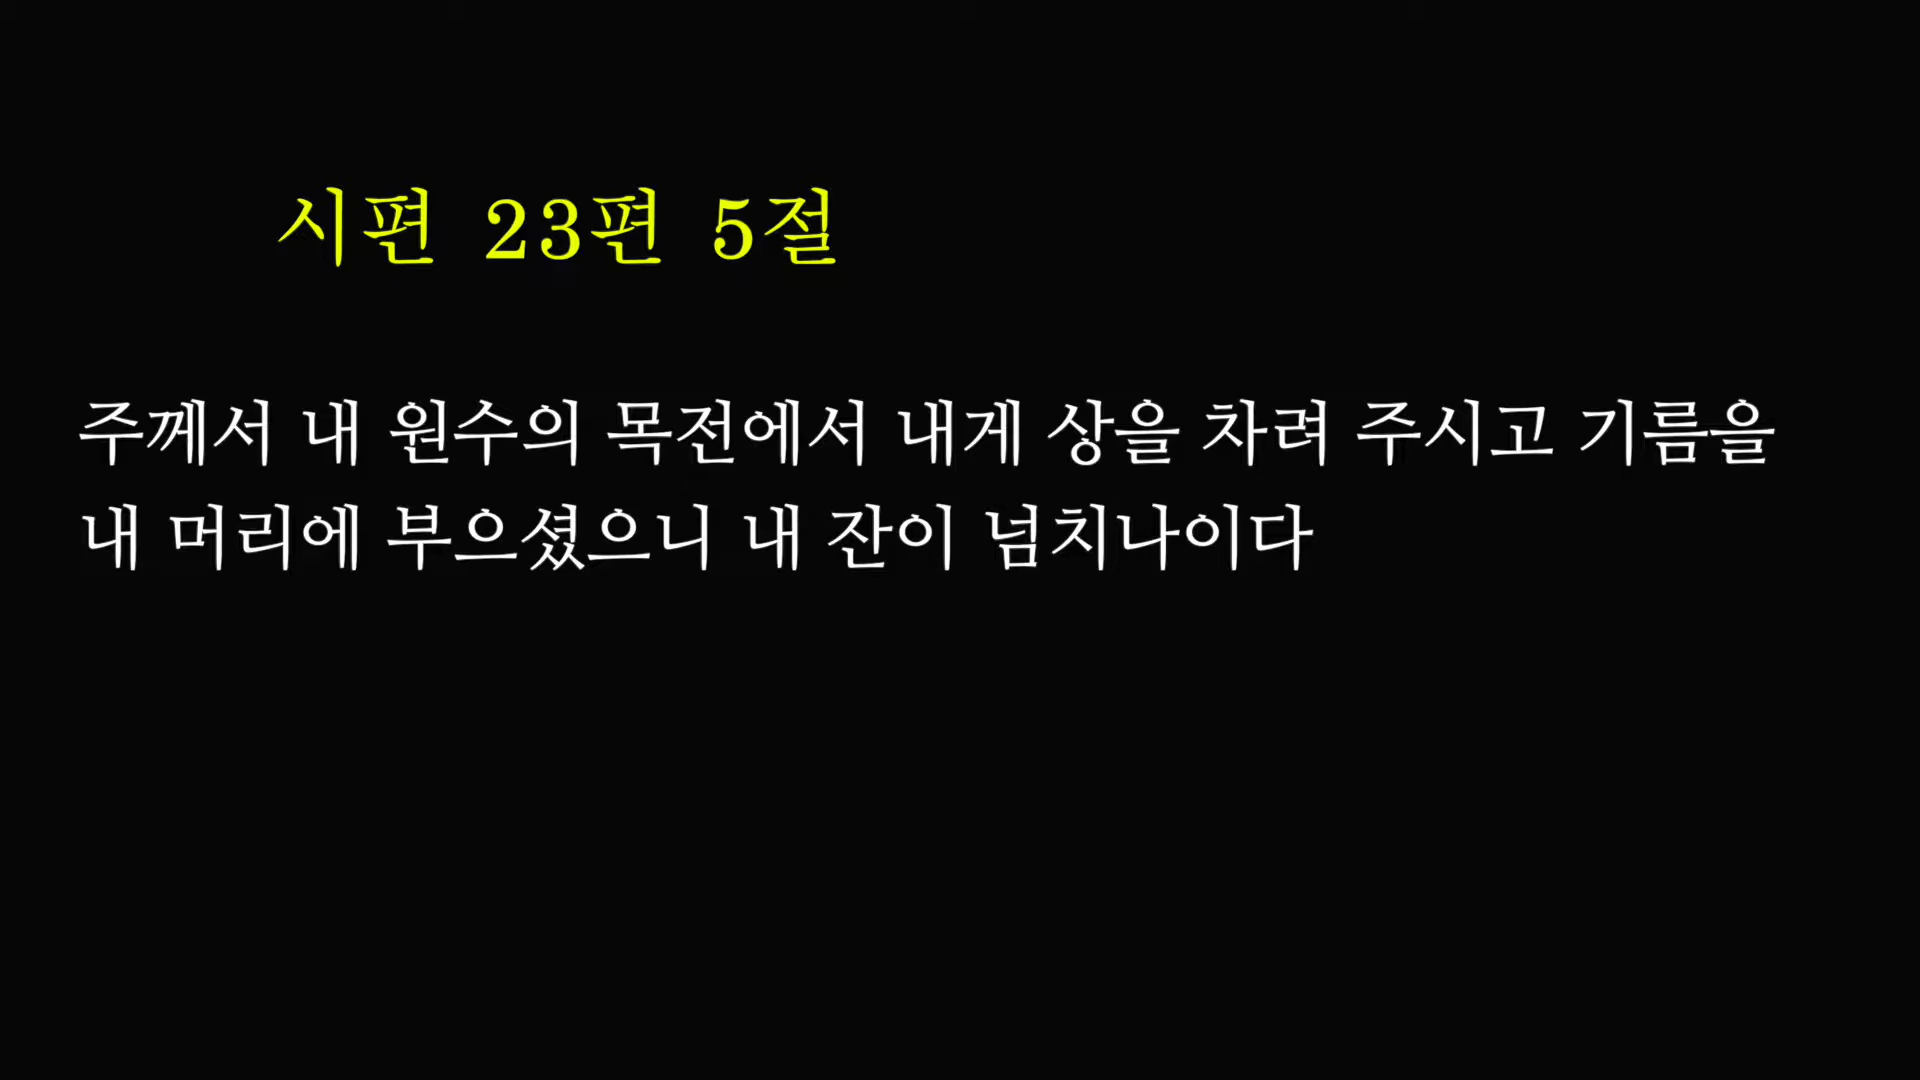 시편 23편 5절
주께서 내 원수의 목전에서 내게 상을 차려 주시고 기름을
내 머리에 부으셨으니 내 잔이 넘치나이다